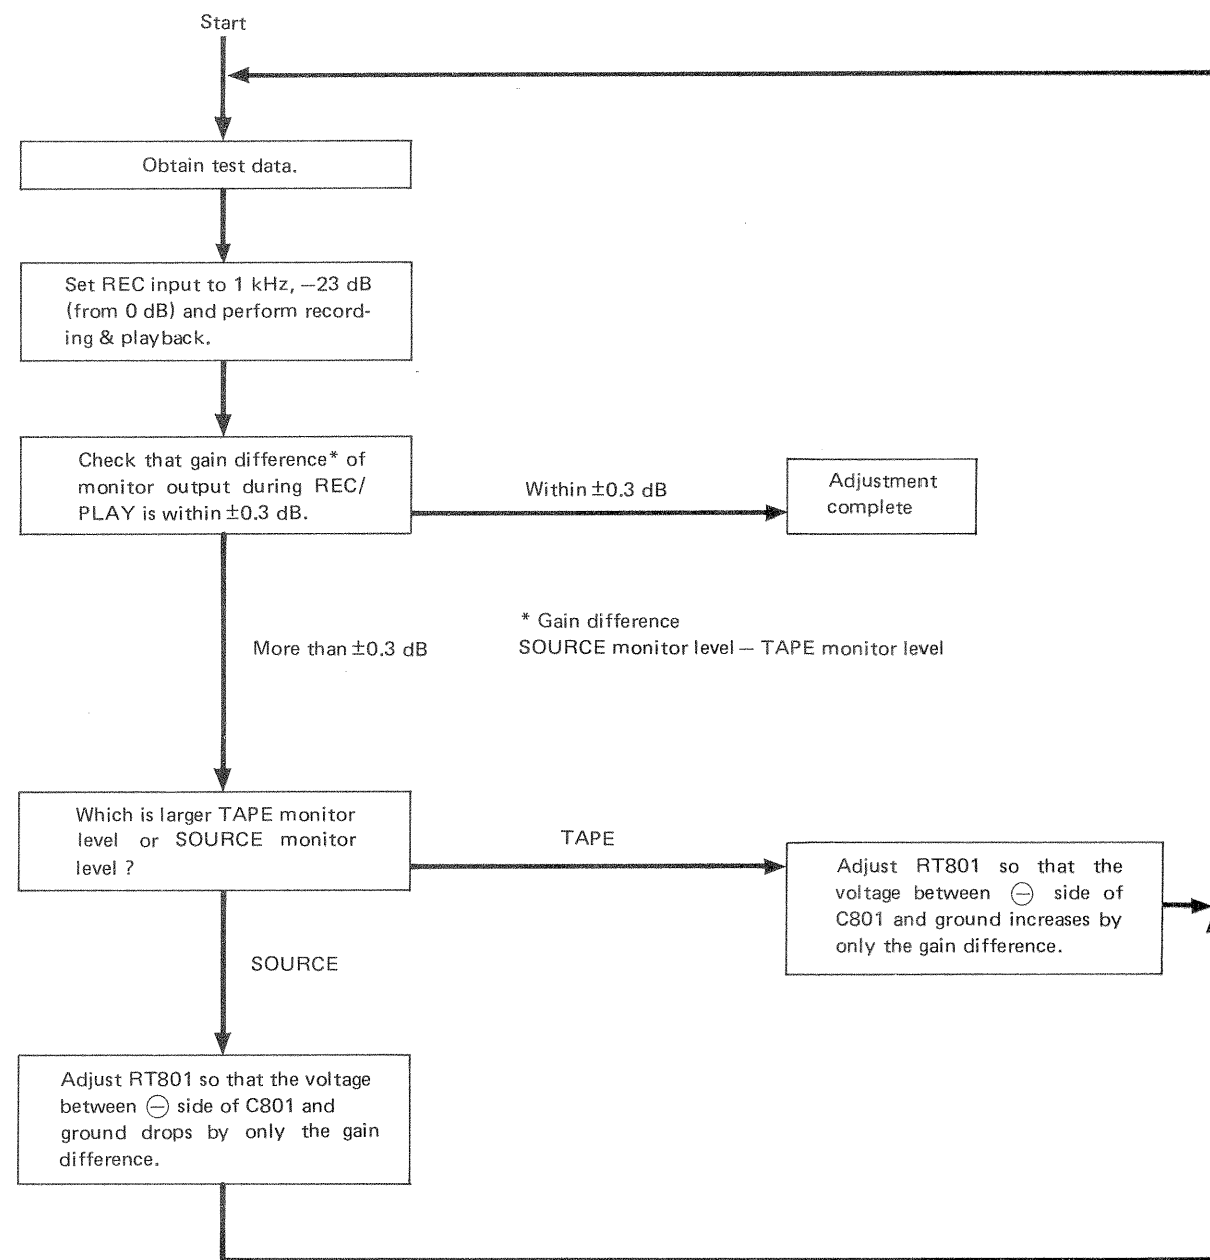 Start
Obtain test data.
Set REC input to 1 kHz, −23 dB
(from 0 dB) and perform record-
ing & playback.
Check that gain difference* of
monitor output during REC/
PLAY is within ±0.3 dB.
Within ±0.3 dB
Adjustment
complete
More than ±0.3 dB
* Gain difference
SOURCE monitor level — TAPE monitor level
Which is larger TAPE monitor
level or SOURCE monitor
level ?
TAPE
Adjust RT801 so that the
voltage between ⊖ side of
C801 and ground increases by
only the gain difference.
SOURCE
Adjust RT801 so that the voltage
between ⊖ side of C801 and
ground drops by only the gain
difference.